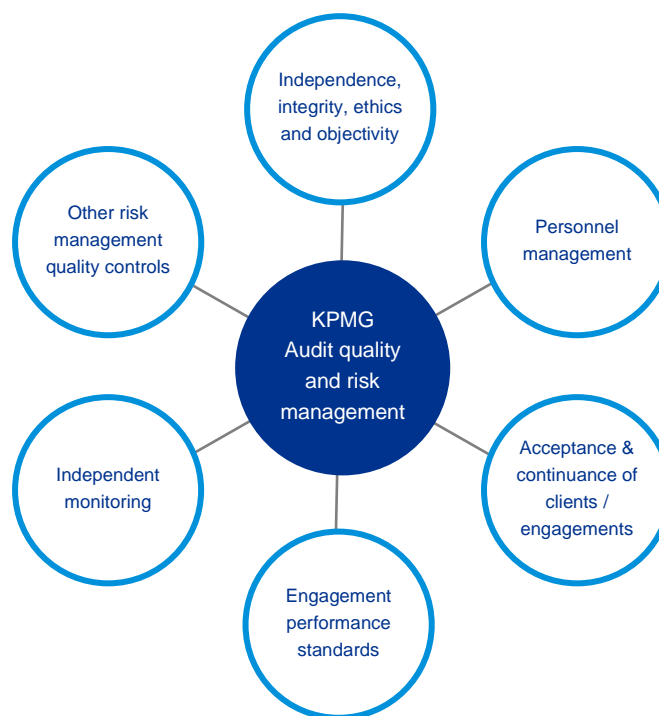 Independence,
integrity, ethics
and objectivity
Other risk
management
quality controls
Personnel
management
KPMG
Audit quality
and risk
management
Independent
monitoring
Acceptance &
continuance of
clients /
engagements
Engagement
performance
standards